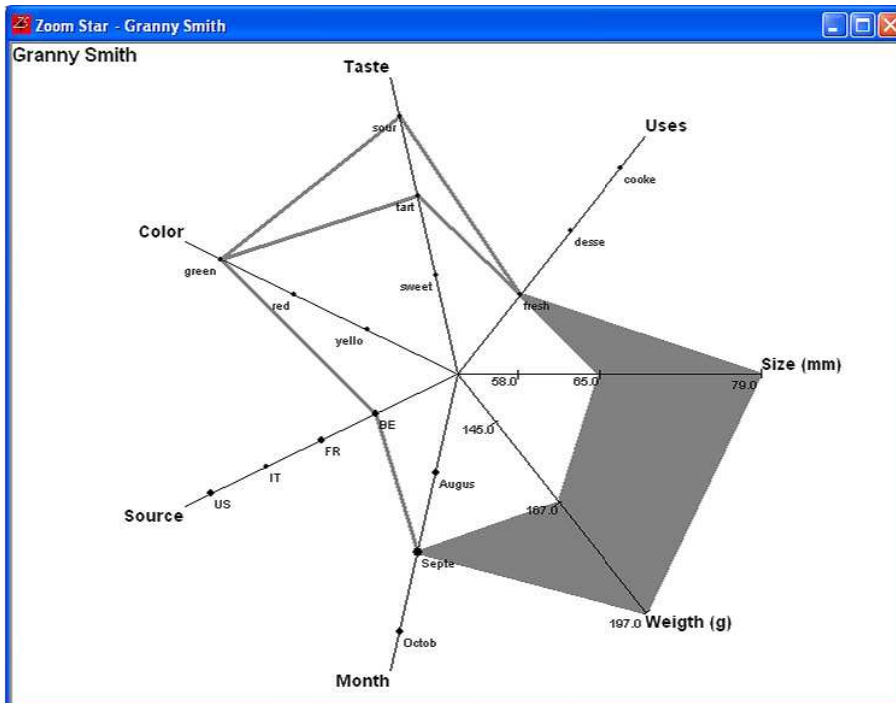 Zoom Star - Granny Smith
Granny Smith
Taste
Uses
sour
cooke
tart
desse
Color
green
sweet
red
fresh
yello
Size (mm)
58.0
65.0
79.0
BE
145.0
FR
IT
Augus
US
Source
167.0
Septe
197.0
Weigth (g)
Octob
Month